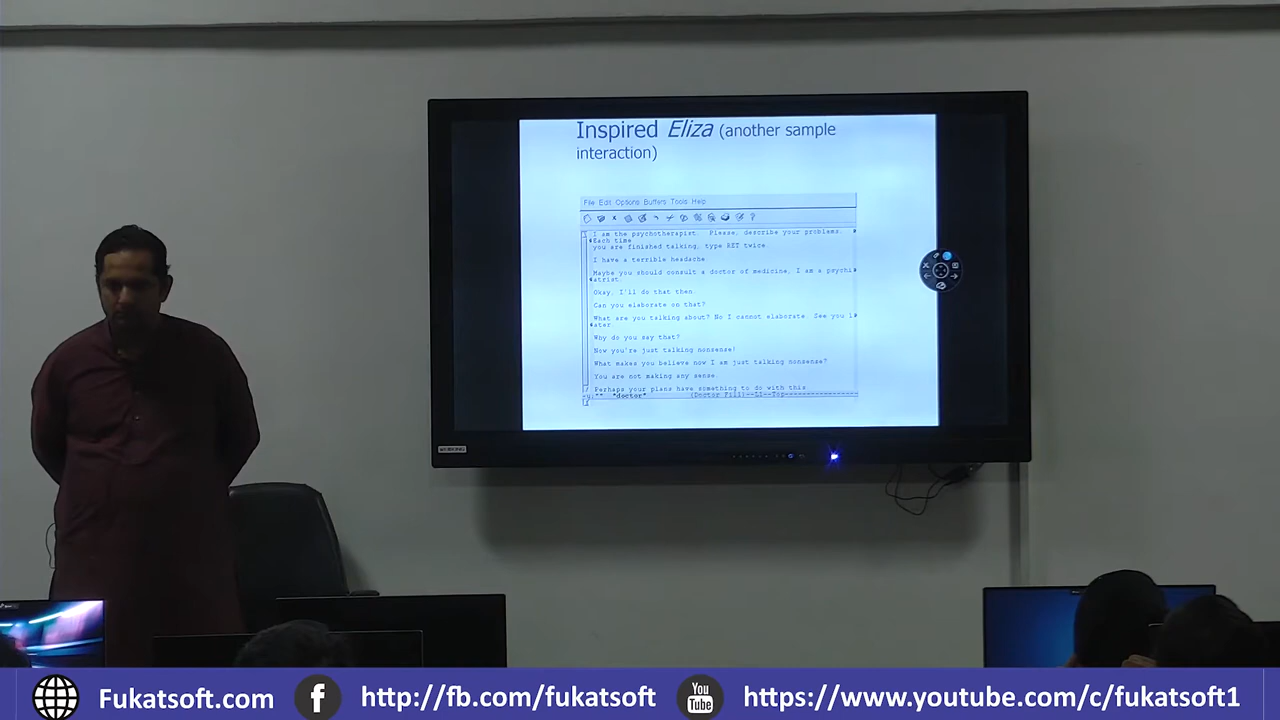 Inspired Eliza (another sample
interaction)
File Edit Options Buffers Tools Help
I am the psychotherapist. Please, describe your problems.
Each time
you are finished talking, type RET twice.
I have a terrible headache.
Maybe you should consult a doctor of medicine, I am a psychi
atrist.
Okay, I'll do that then.
Can you elaborate on that?
What are you talking about? No I cannot elaborate. See you l
ater.
Why do you say that?
Now you're just talking nonsense!
What makes you believe now I am just talking nonsense?
You are not making any sense.
Perhaps your plans have something to do with this.
"doctor" (Doctor Fill)--L1--Top
Fukatsoft.com
f
http://fb.com/fukatsoft
You
Tube
https://www.youtube.com/c/fukatsoft1